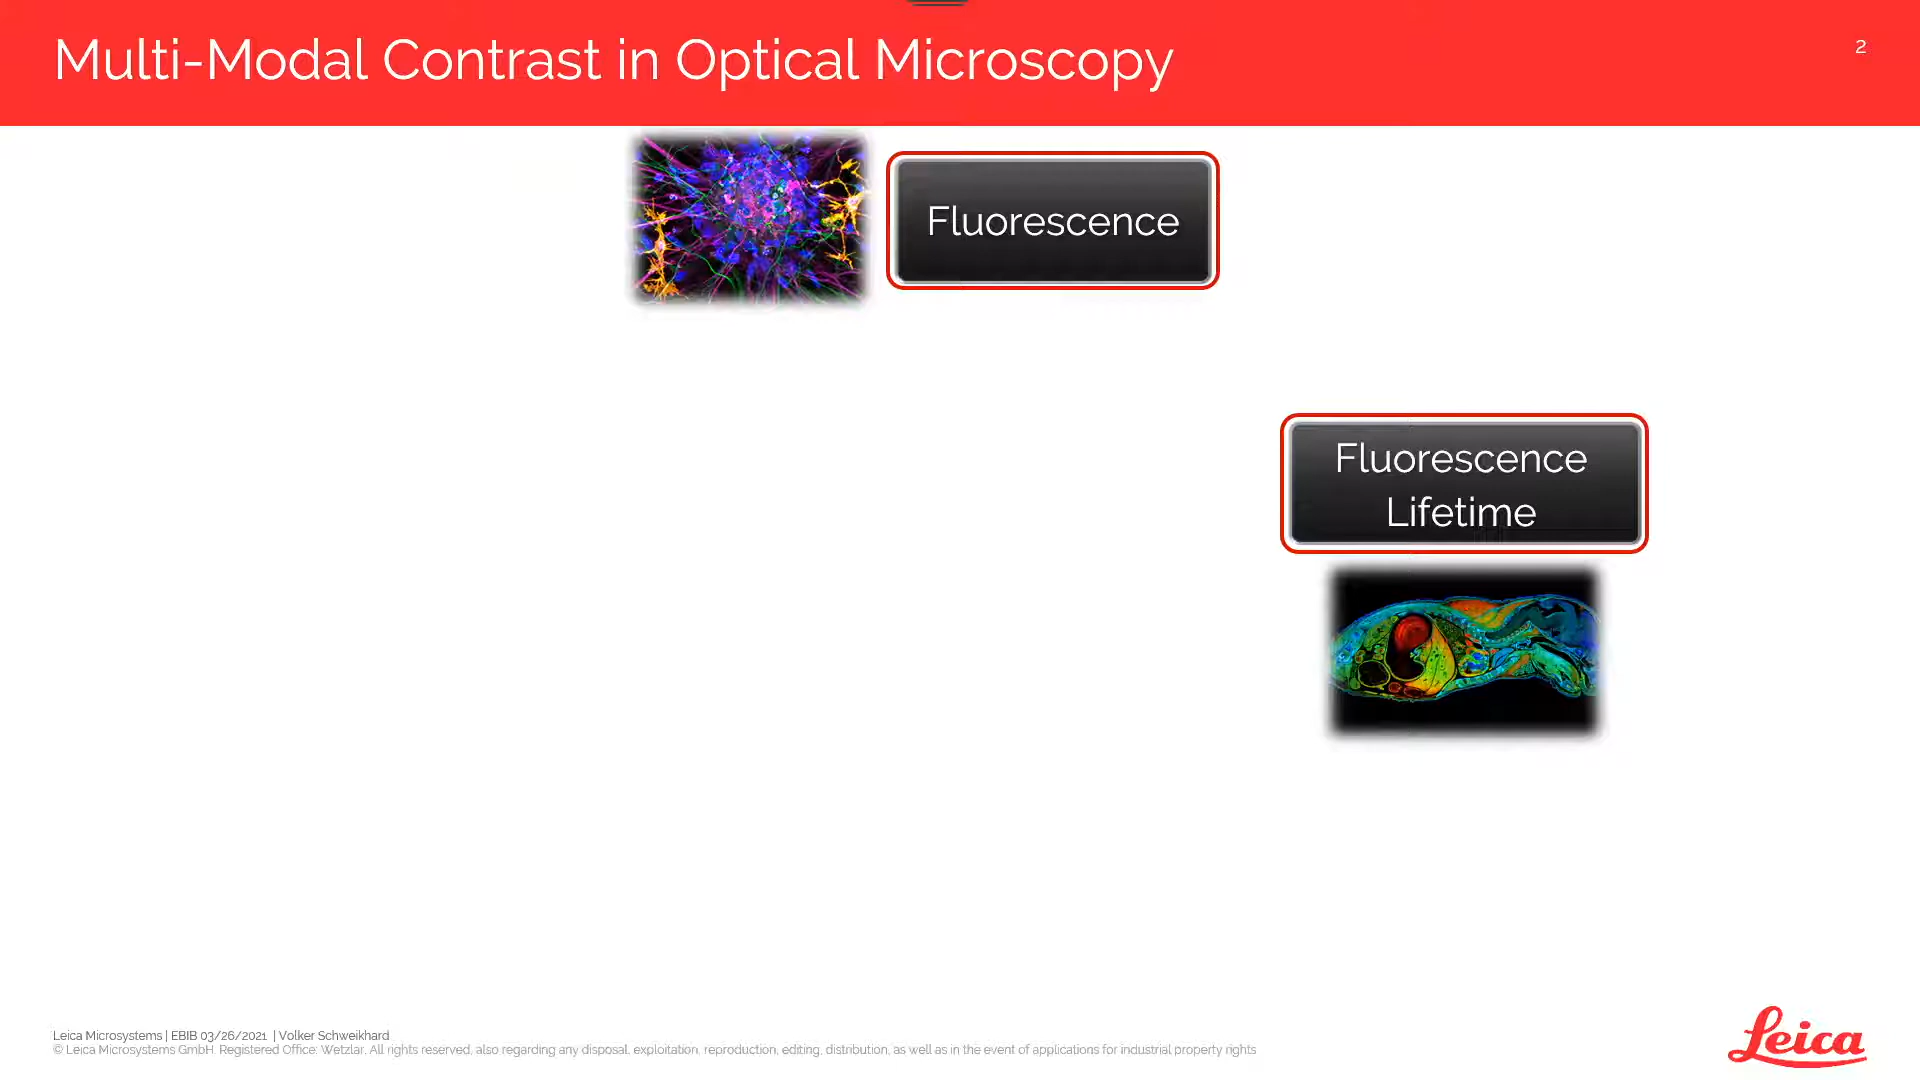 Multi-Modal Contrast in Optical Microscopy
2
Fluorescence
Fluorescence
Lifetime
Leica Microsystems | EBIB 03/26/2021 | Volker Schweikhard
© Leica Microsystems GmbH. Registered Office: Wetzlar, All rights reserved, also regarding any disposal, exploitation, reproduction, editing, distribution, as well as in the event of applications for industrial property rights
Leica